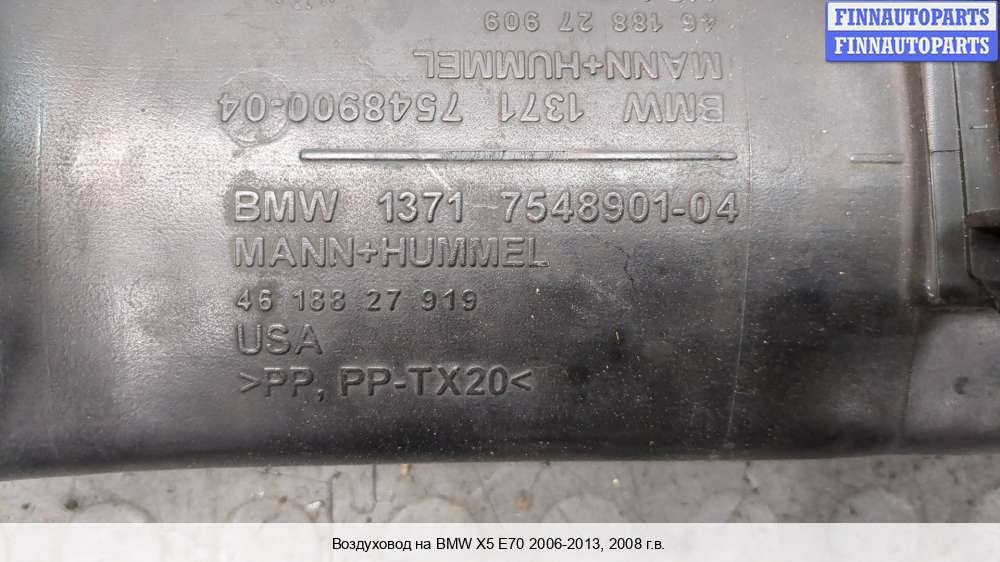 FINNAUTOPARTS
FINNAUTOPARTS
46 188 27 909
MANN+HUMMEL
BMW 1371 7548900-04
BMW 1371 7548901-04
MANN+HUMMEL
46 188 27 919
USA
>PP, PP-TX20<
Воздуховод на BMW X5 E70 2006-2013, 2008 г.в.